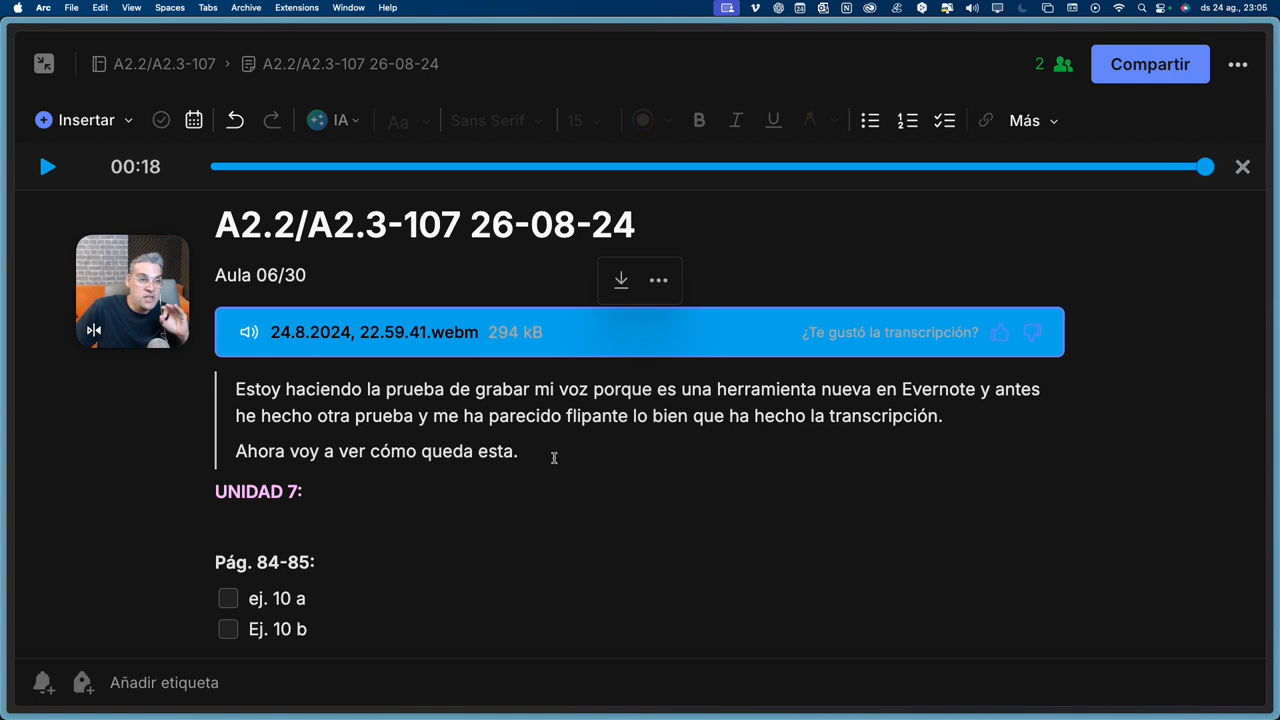 Arc File Edit View Spaces Tabs Archive Extensions Window Help ds 24 ag., 23:05
A2.2/A2.3-107 › A2.2/A2.3-107 26-08-24 2 Compartir
Insertar IA Aa Sans Serif 15 B I U A Más
00:18
A2.2/A2.3-107 26-08-24
Aula 06/30
24.8.2024, 22.59.41.webm 294 kB ¿Te gustó la transcripción?
Estoy haciendo la prueba de grabar mi voz porque es una herramienta nueva en Evernote y antes
he hecho otra prueba y me ha parecido flipante lo bien que ha hecho la transcripción.
Ahora voy a ver cómo queda esta.
UNIDAD 7:
Pág. 84-85:
ej. 10 a
Ej. 10 b
Añadir etiqueta